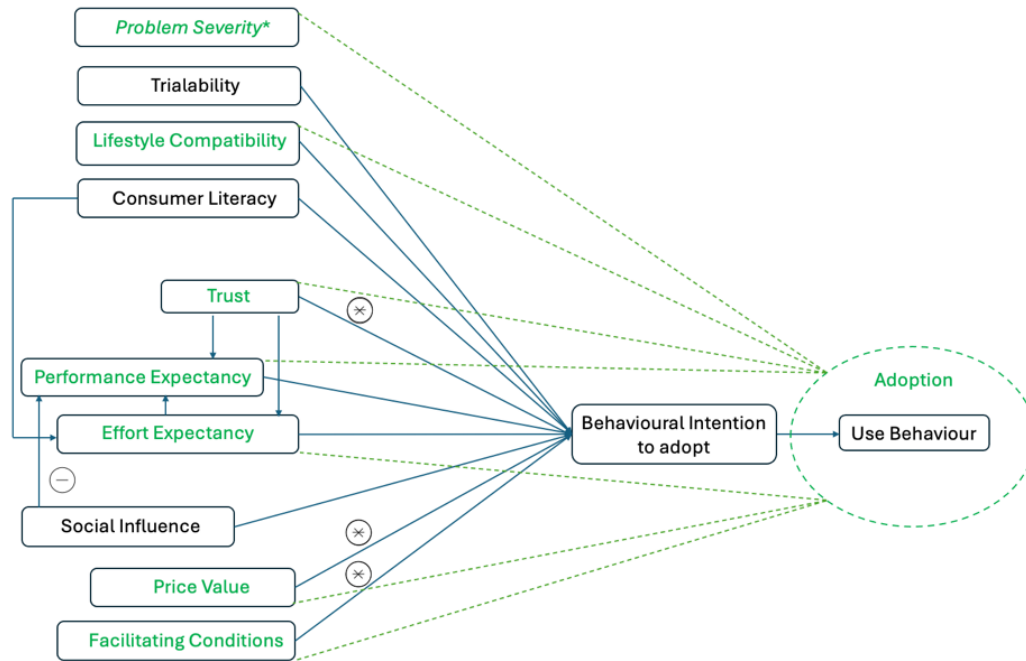 Problem Severity*
Trialability
Lifestyle Compatibility
Consumer Literacy
Trust
Performance Expectancy
Effort Expectancy
Social Influence
Price Value
Facilitating Conditions
Behavioural Intention
to adopt
Adoption
Use Behaviour